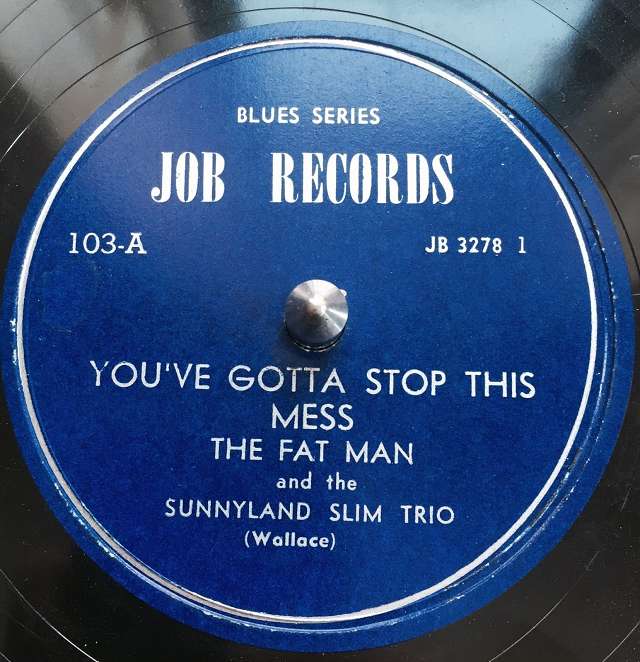 BLUES SERIES
JOB RECORDS
103-A JB 3278 1
YOU'VE GOTTA STOP THIS
MESS
THE FAT MAN
and the
SUNNYLAND SLIM TRIO
(Wallace)